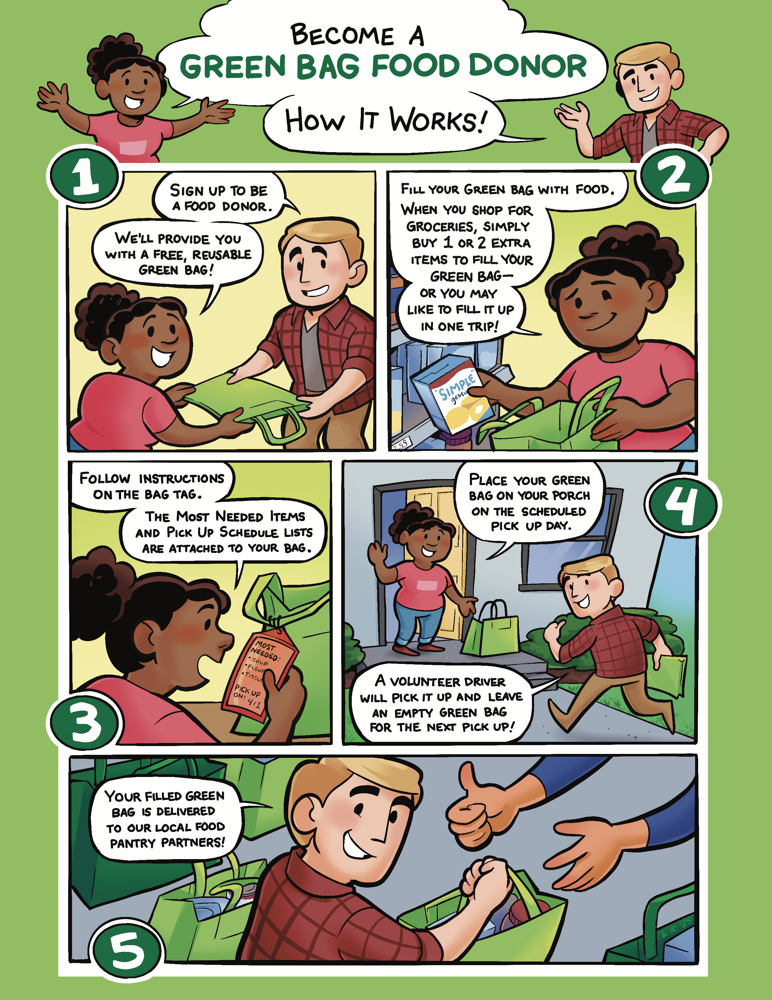 BECOME A
GREEN BAG FOOD DONOR
HOW IT WORKS!
1
SIGN UP TO BE
A FOOD DONOR.
WE'LL PROVIDE YOU
WITH A FREE, REUSABLE
GREEN BAG!
2
FILL YOUR GREEN BAG WITH FOOD.
WHEN YOU SHOP FOR
GROCERIES, SIMPLY
BUY 1 OR 2 EXTRA
ITEMS TO FILL YOUR
GREEN BAG—
OR YOU MAY
LIKE TO FILL IT UP
IN ONE TRIP!
"SIMPLE"
gestu
99
3
FOLLOW INSTRUCTIONS
ON THE BAG TAG.
THE MOST NEEDED ITEMS
AND PICK UP SCHEDULE LISTS
ARE ATTACHED TO YOUR BAG.
MOST
NEEDED:
• SOUP
• FLOUR
• TISSU
PICK UP
ON: 4/1
4
PLACE YOUR GREEN
BAG ON YOUR PORCH
ON THE SCHEDULED
PICK UP DAY.
A VOLUNTEER DRIVER
WILL PICK IT UP AND LEAVE
AN EMPTY GREEN BAG
FOR THE NEXT PICK UP!
5
YOUR FILLED GREEN
BAG IS DELIVERED
TO OUR LOCAL FOOD
PANTRY PARTNERS!
L.R. '25